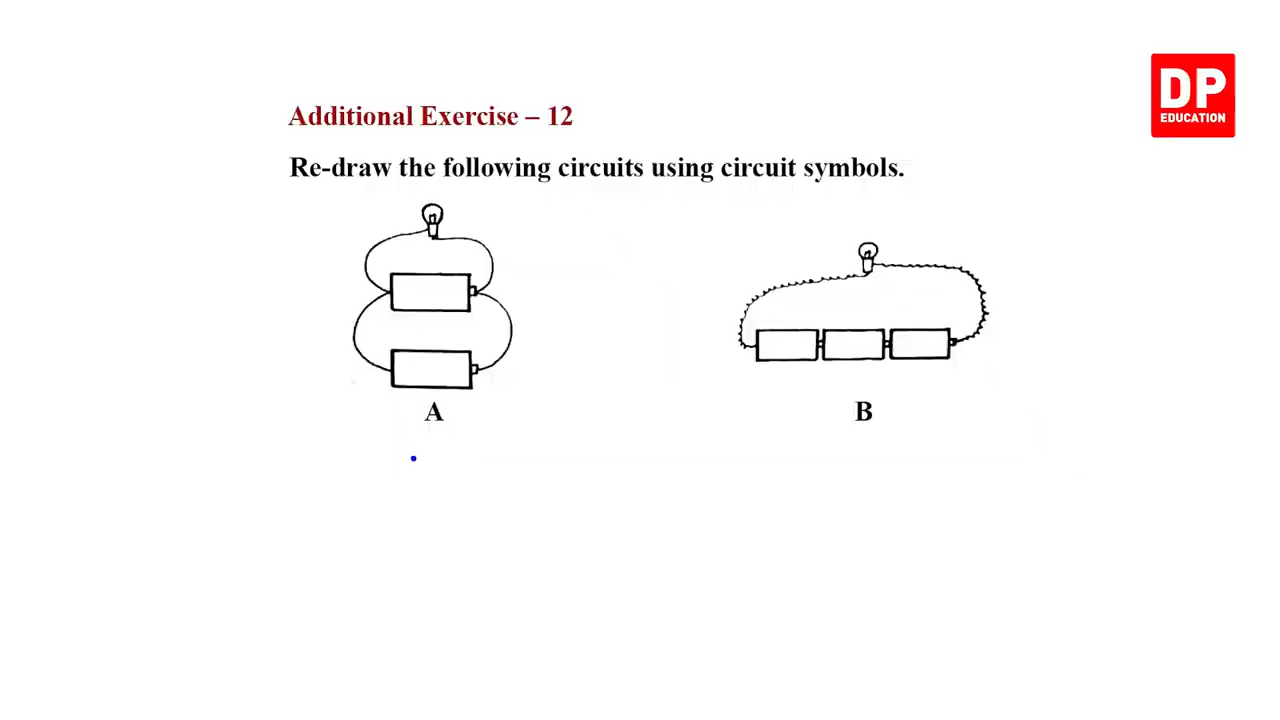 DP
EDUCATION
Additional Exercise – 12
Re-draw the following circuits using circuit symbols.
A
B